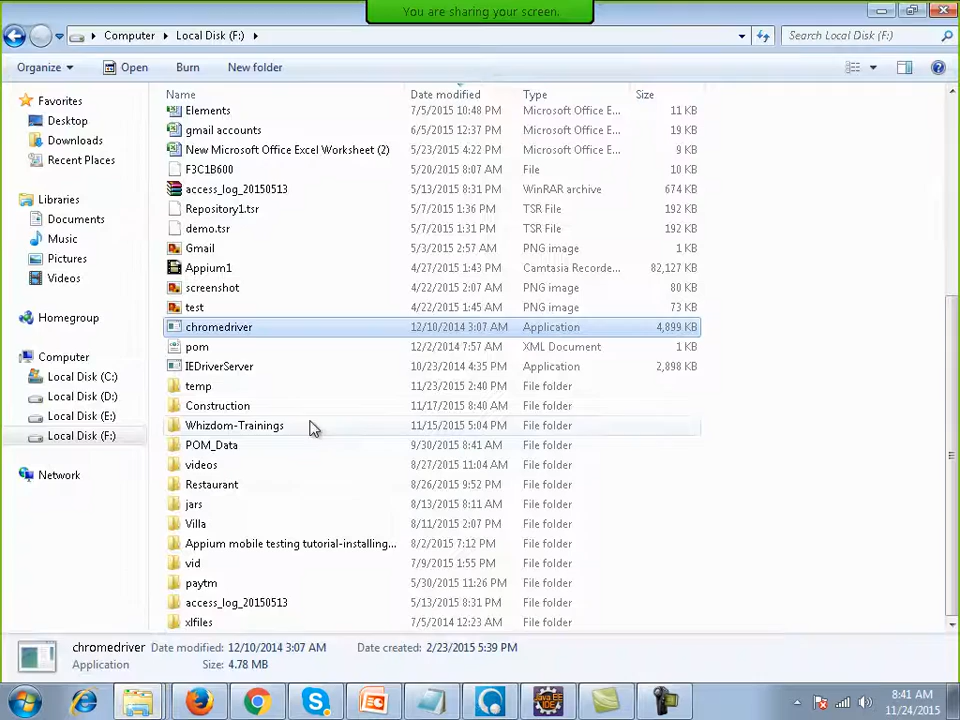 You are sharing your screen.
Computer Local Disk (F:) Search Local Disk (F:)
Organize Open Burn New folder
Name Date modified Type Size
Favorites
Desktop
Downloads
Recent Places
Libraries
Documents
Music
Pictures
Videos
Homegroup
Computer
Local Disk (C:)
Local Disk (D:)
Local Disk (E:)
Local Disk (F:)
Network
Elements 7/5/2015 10:48 PM Microsoft Office E... 11 KB
gmail accounts 6/5/2015 12:37 PM Microsoft Office E... 19 KB
New Microsoft Office Excel Worksheet (2) 5/23/2015 4:22 PM Microsoft Office E... 9 KB
F3C1B600 5/20/2015 8:07 AM File 10 KB
access_log_20150513 5/13/2015 8:31 PM WinRAR archive 674 KB
Repository1.tsr 5/7/2015 1:36 PM TSR File 192 KB
demo.tsr 5/7/2015 1:31 PM TSR File 192 KB
Gmail 5/3/2015 2:57 AM PNG image 1 KB
Appium1 4/27/2015 1:43 PM Camtasia Recorde... 82,127 KB
screenshot 4/22/2015 2:07 AM PNG image 80 KB
test 4/22/2015 1:45 AM PNG image 73 KB
chromedriver 12/10/2014 3:07 AM Application 4,899 KB
pom 12/2/2014 7:57 AM XML Document 1 KB
IEDriverServer 10/23/2014 4:35 PM Application 2,898 KB
temp 11/23/2015 2:40 PM File folder
Construction 11/17/2015 8:40 AM File folder
Whizdom-Trainings 11/15/2015 5:04 PM File folder
POM_Data 9/30/2015 8:41 AM File folder
videos 8/27/2015 11:04 AM File folder
Restaurant 8/26/2015 9:52 PM File folder
jars 8/13/2015 8:11 AM File folder
Villa 8/11/2015 2:07 PM File folder
Appium mobile testing tutorial-installing... 8/2/2015 7:12 PM File folder
vid 7/9/2015 1:55 PM File folder
paytm 5/30/2015 11:26 PM File folder
access_log_20150513 5/13/2015 8:31 PM File folder
xlfiles 7/5/2014 12:23 AM File folder
chromedriver Date modified: 12/10/2014 3:07 AM Date created: 2/23/2015 5:39 PM
Application Size: 4.78 MB
8:41 AM
11/24/2015